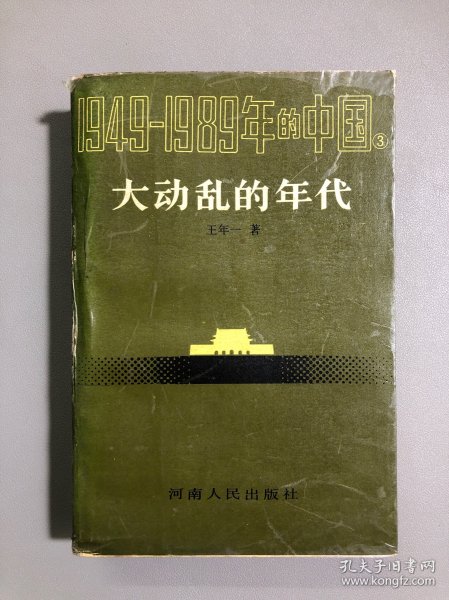 1949-1989年的中国③
大动乱的年代
王年一 著
河南人民出版社
孔夫子旧书网
www.kongfz.com